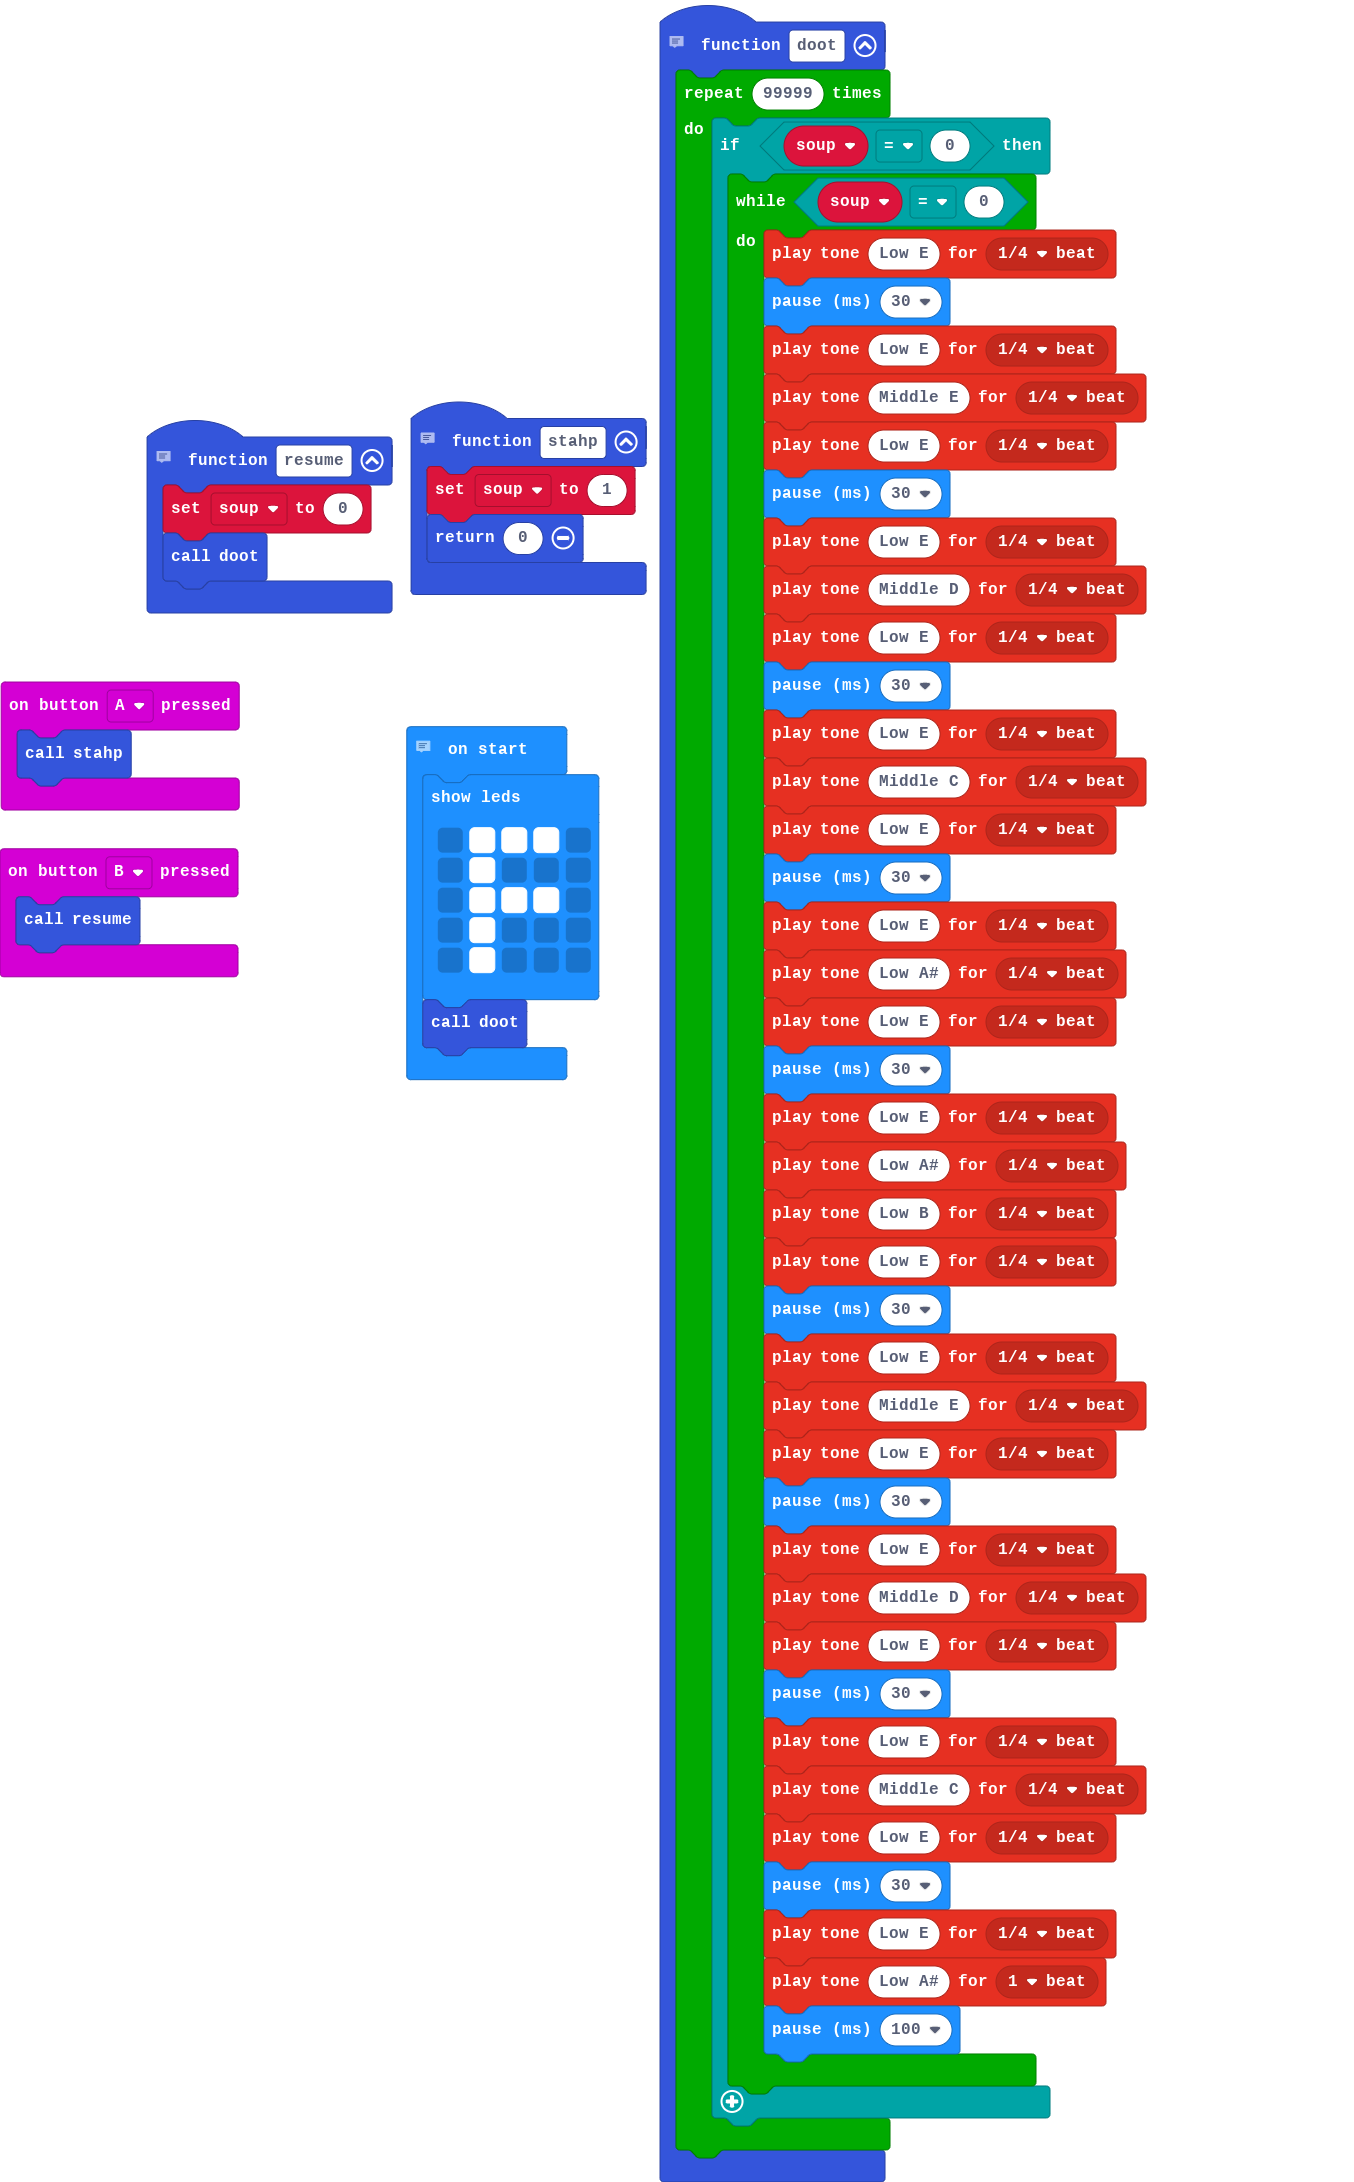 function doot
repeat 99999 times
do
if soup = 0 then
while soup = 0
do
play tone Low E for 1/4 beat
pause (ms) 30
play tone Low E for 1/4 beat
play tone Middle E for 1/4 beat
play tone Low E for 1/4 beat
pause (ms) 30
play tone Low E for 1/4 beat
play tone Middle D for 1/4 beat
play tone Low E for 1/4 beat
pause (ms) 30
play tone Low E for 1/4 beat
play tone Middle C for 1/4 beat
play tone Low E for 1/4 beat
pause (ms) 30
play tone Low E for 1/4 beat
play tone Low A# for 1/4 beat
play tone Low E for 1/4 beat
pause (ms) 30
play tone Low E for 1/4 beat
play tone Low A# for 1/4 beat
play tone Low B for 1/4 beat
play tone Low E for 1/4 beat
pause (ms) 30
play tone Low E for 1/4 beat
play tone Middle E for 1/4 beat
play tone Low E for 1/4 beat
pause (ms) 30
play tone Low E for 1/4 beat
play tone Middle D for 1/4 beat
play tone Low E for 1/4 beat
pause (ms) 30
play tone Low E for 1/4 beat
play tone Middle C for 1/4 beat
play tone Low E for 1/4 beat
pause (ms) 30
play tone Low E for 1/4 beat
play tone Low A# for 1 beat
pause (ms) 100
function resume
set soup to 0
call doot
function stahp
set soup to 1
return 0
on button A pressed
call stahp
on button B pressed
call resume
on start
show leds
call doot